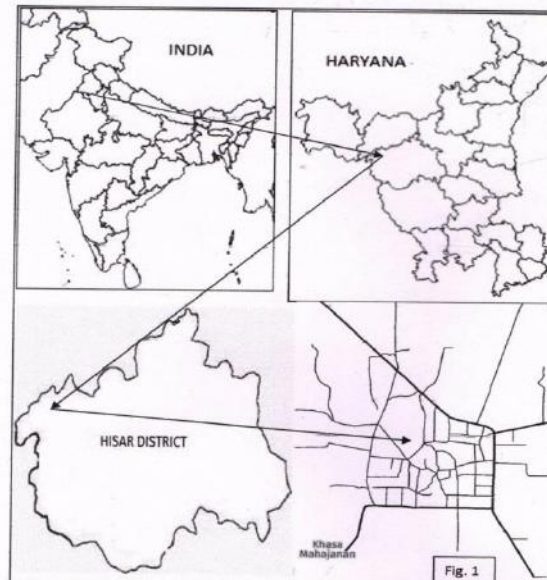 INDIA
HARYANA
HISAR DISTRICT
Khasa
Mahajanan
Fig. 1